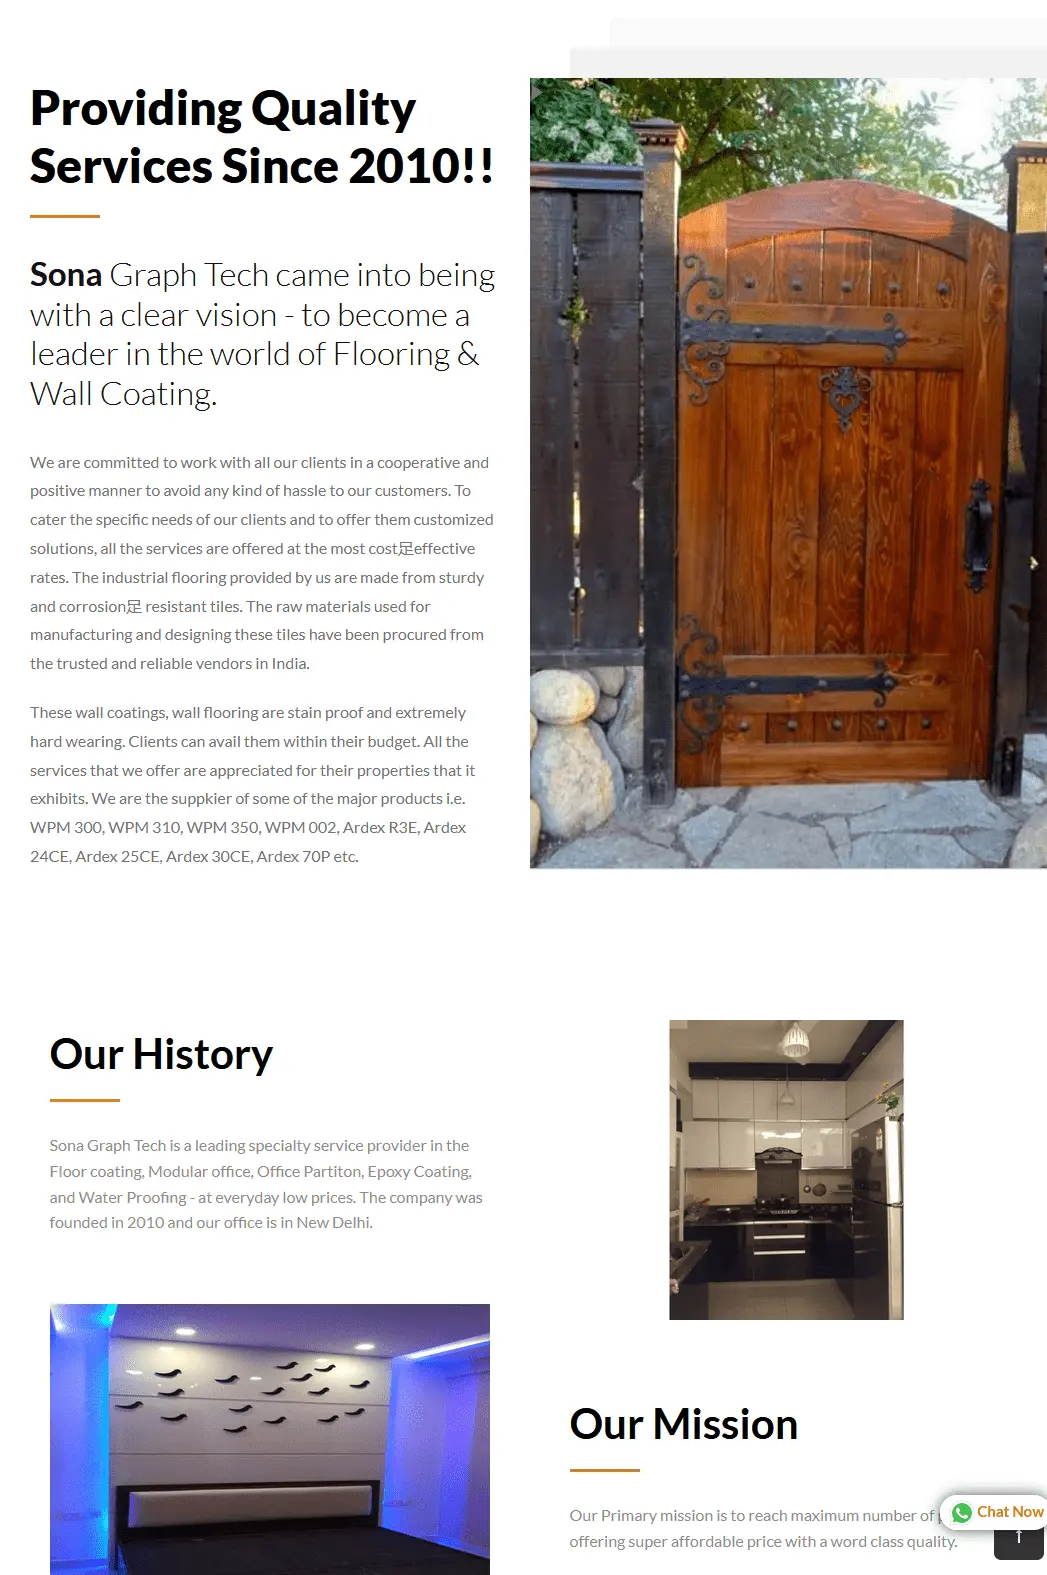 Providing Quality
Services Since 2010!!
Sona Graph Tech came into being
with a clear vision - to become a
leader in the world of Flooring &
Wall Coating.
We are committed to work with all our clients in a cooperative and
positive manner to avoid any kind of hassle to our customers. To
cater the specific needs of our clients and to offer them customized
solutions, all the services are offered at the most cost足effective
rates. The industrial flooring provided by us are made from sturdy
and corrosion足 resistant tiles. The raw materials used for
manufacturing and designing these tiles have been procured from
the trusted and reliable vendors in India.
These wall coatings, wall flooring are stain proof and extremely
hard wearing. Clients can avail them within their budget. All the
services that we offer are appreciated for their properties that it
exhibits. We are the suppkier of some of the major products i.e.
WPM 300, WPM 310, WPM 350, WPM 002, Ardex R3E, Ardex
24CE, Ardex 25CE, Ardex 30CE, Ardex 70P etc.
Our History
Sona Graph Tech is a leading specialty service provider in the
Floor coating, Modular office, Office Partiton, Epoxy Coating,
and Water Proofing - at everyday low prices. The company was
founded in 2010 and our office is in New Delhi.
Our Mission
Our Primary mission is to reach maximum number of
offering super affordable price with a word class quality.
Chat Now